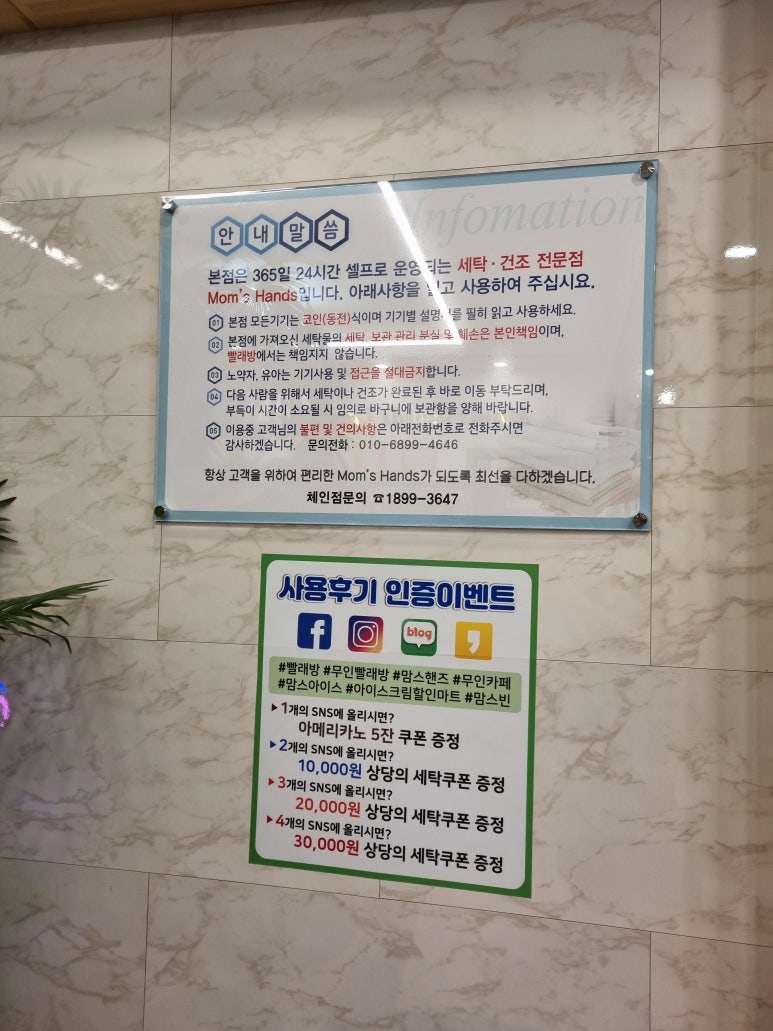 Infomation
안내말씀
본점은 365일 24시간 셀프로 운영되는 세탁·건조 전문점
Mom's Hands입니다. 아래사항을 읽고 사용하여 주십시요.
01 본점 모든기기는 코인(동전)식이며 기기별 설명서를 필히 읽고 사용하세요.
02 본점에 가져오신 세탁물의 세탁, 보관 관리 분실 및 훼손은 본인책임이며,
빨래방에서는 책임지지 않습니다.
03 노약자, 유아는 기기사용 및 접근을 절대금지합니다.
04 다음 사람을 위해서 세탁이나 건조가 완료된 후 바로 이동 부탁드리며,
부득이 시간이 소요될 시 임의로 바구니에 보관함을 양해 바랍니다.
05 이용중 고객님의 불편 및 건의사항은 아래전화번호로 전화주시면
감사하겠습니다. 문의전화 : 010-6899-4646
항상 고객을 위하여 편리한 Mom's Hands가 되도록 최선을 다하겠습니다.
체인점문의 ☎1899-3647
사용후기 인증이벤트
f blog
#빨래방 #무인빨래방 #맘스핸즈 #무인카페
#맘스아이스 #아이스크림할인마트 #맘스빈
▶1개의 SNS에 올리시면?
아메리카노 5잔 쿠폰 증정
▶2개의 SNS에 올리시면?
10,000원 상당의 세탁쿠폰 증정
▶3개의 SNS에 올리시면?
20,000원 상당의 세탁쿠폰 증정
▶4개의 SNS에 올리시면?
30,000원 상당의 세탁쿠폰 증정